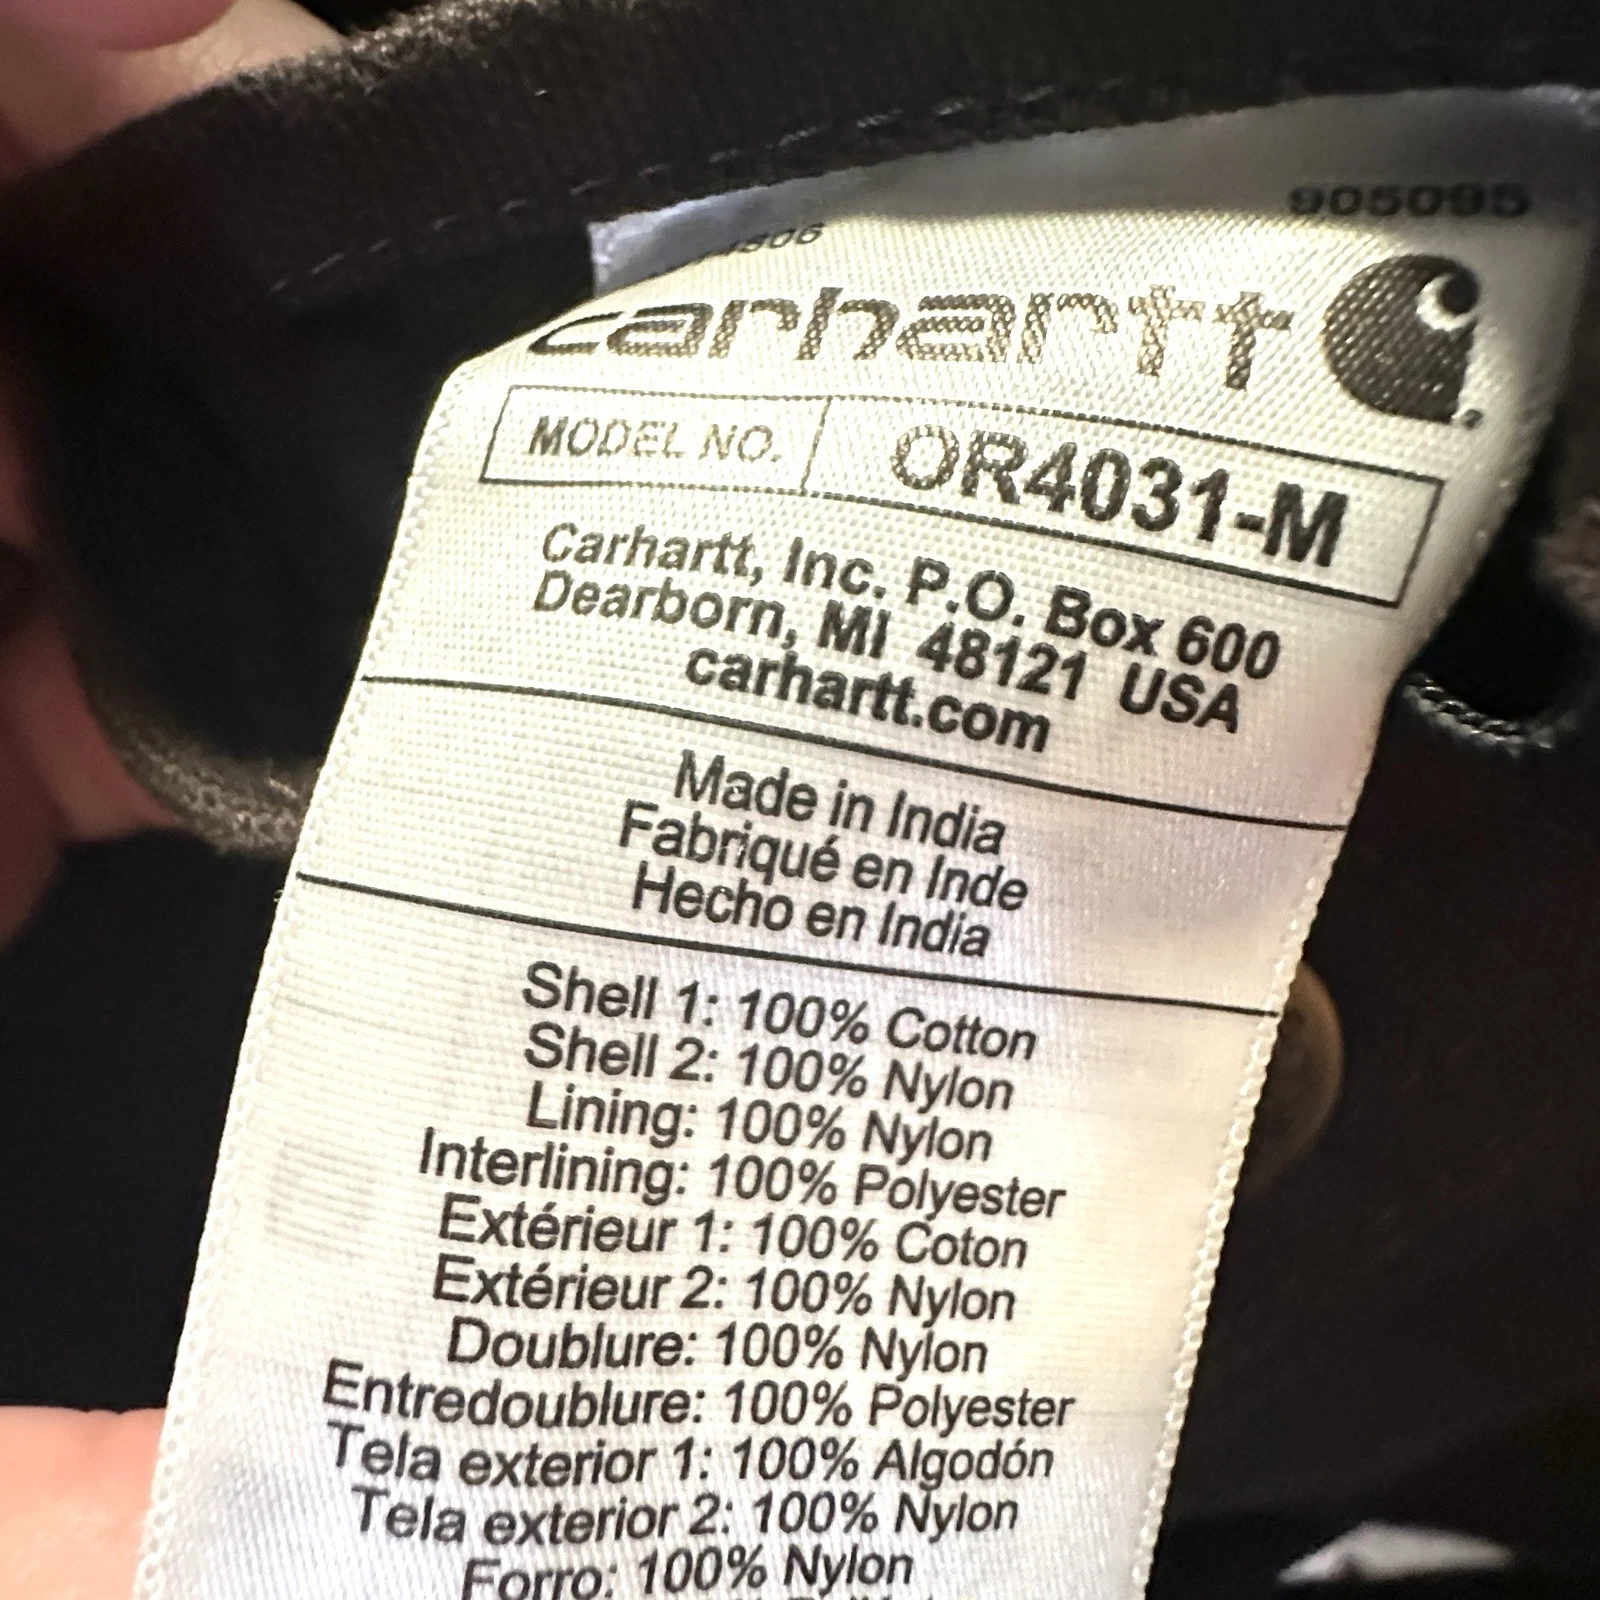 905095
carhartt
MODEL NO. OR4031-M
Carhartt, Inc. P.O. Box 600
Dearborn, MI 48121 USA
carhartt.com
Made in India
Fabriqué en Inde
Hecho en India
Shell 1: 100% Cotton
Shell 2: 100% Nylon
Lining: 100% Nylon
Interlining: 100% Polyester
Extérieur 1: 100% Coton
Extérieur 2: 100% Nylon
Doublure: 100% Nylon
Entredoublure: 100% Polyester
Tela exterior 1: 100% Algodón
Tela exterior 2: 100% Nylon
Forro: 100% Nylon